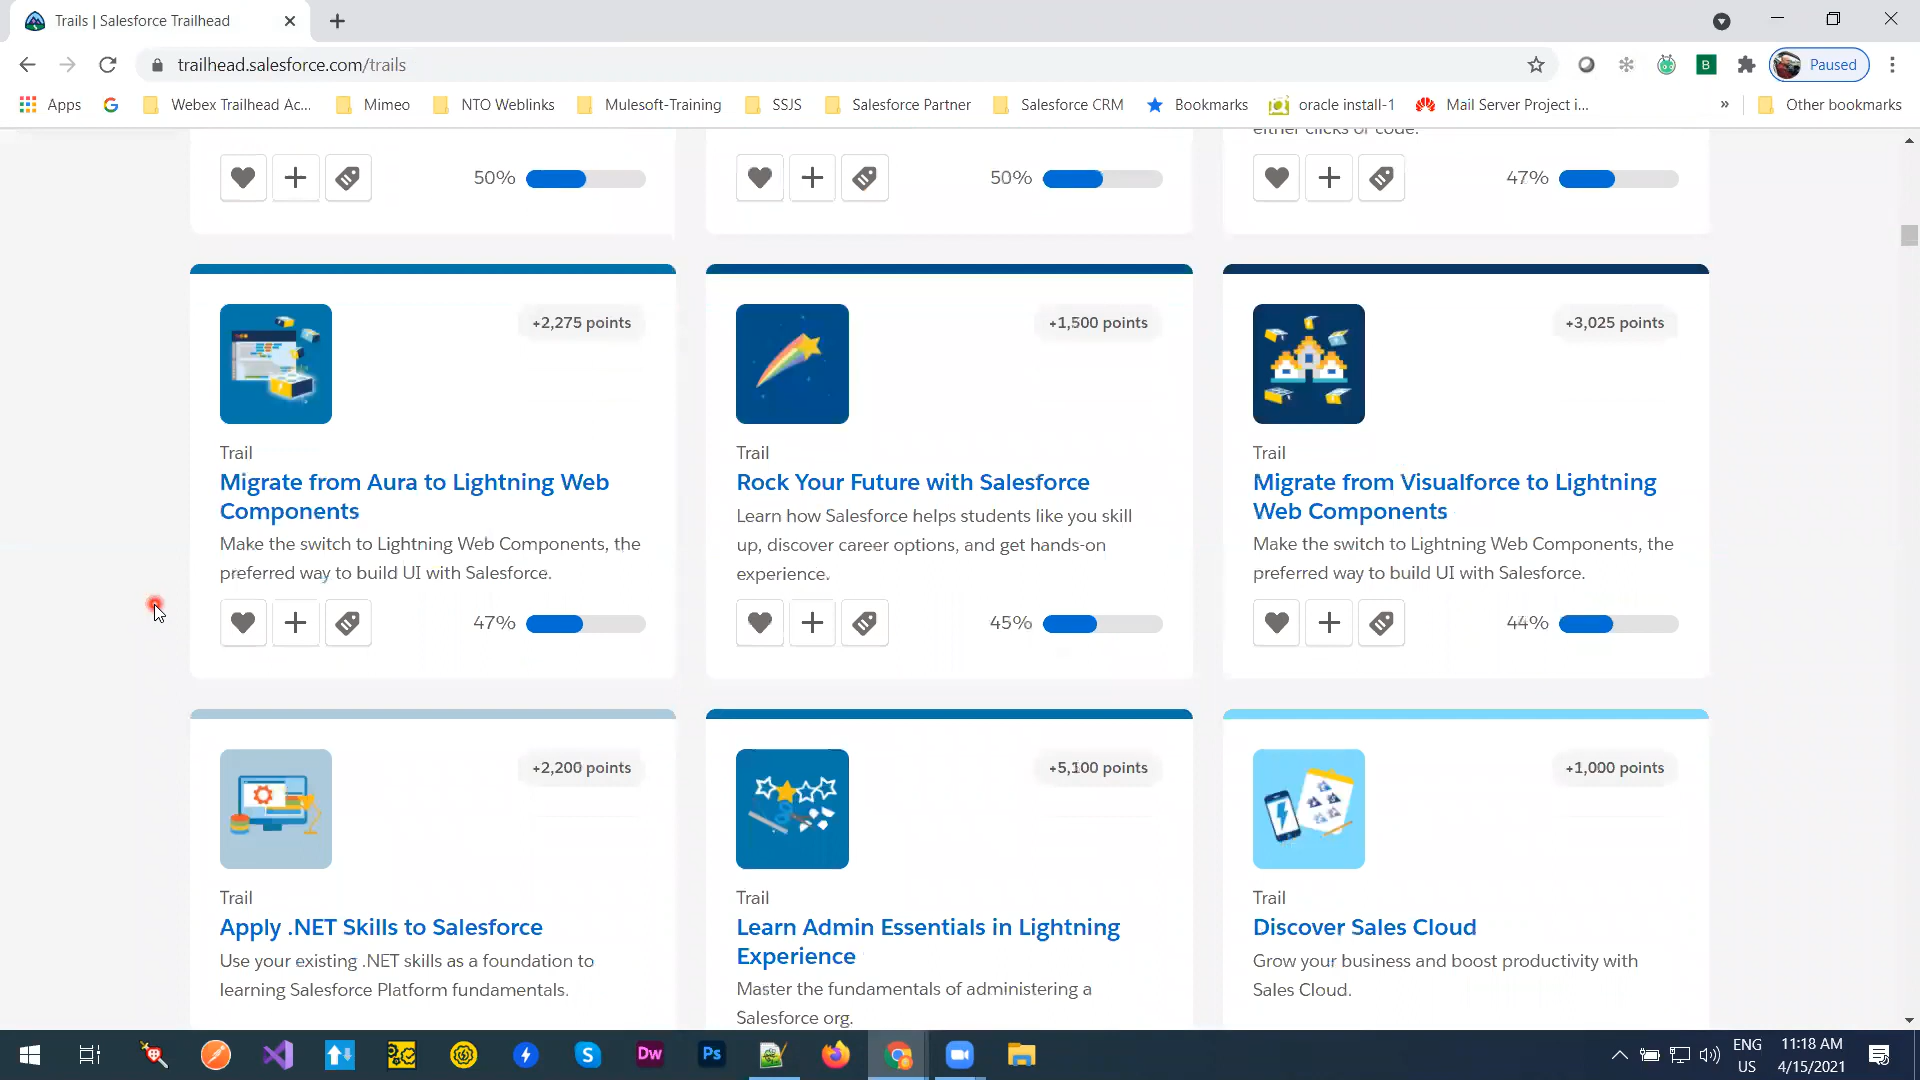 Trails | Salesforce Trailhead
trailhead.salesforce.com/trails
Paused
Apps
Webex Trailhead Ac...
Mimeo
NTO Weblinks
Mulesoft-Training
SSJS
Salesforce Partner
Salesforce CRM
Bookmarks
oracle install-1
Mail Server Project i...
»
Other bookmarks
either clicks or code.
50%
50%
47%
+2,275 points
Trail
Migrate from Aura to Lightning Web
Components
Make the switch to Lightning Web Components, the
preferred way to build UI with Salesforce.
47%
+1,500 points
Trail
Rock Your Future with Salesforce
Learn how Salesforce helps students like you skill
up, discover career options, and get hands-on
experience.
45%
+3,025 points
Trail
Migrate from Visualforce to Lightning
Web Components
Make the switch to Lightning Web Components, the
preferred way to build UI with Salesforce.
44%
+2,200 points
Trail
Apply .NET Skills to Salesforce
Use your existing .NET skills as a foundation to
learning Salesforce Platform fundamentals.
+5,100 points
Trail
Learn Admin Essentials in Lightning
Experience
Master the fundamentals of administering a
Salesforce org.
+1,000 points
Trail
Discover Sales Cloud
Grow your business and boost productivity with
Sales Cloud.
Dw
Ps
ENG
US
11:18 AM
4/15/2021